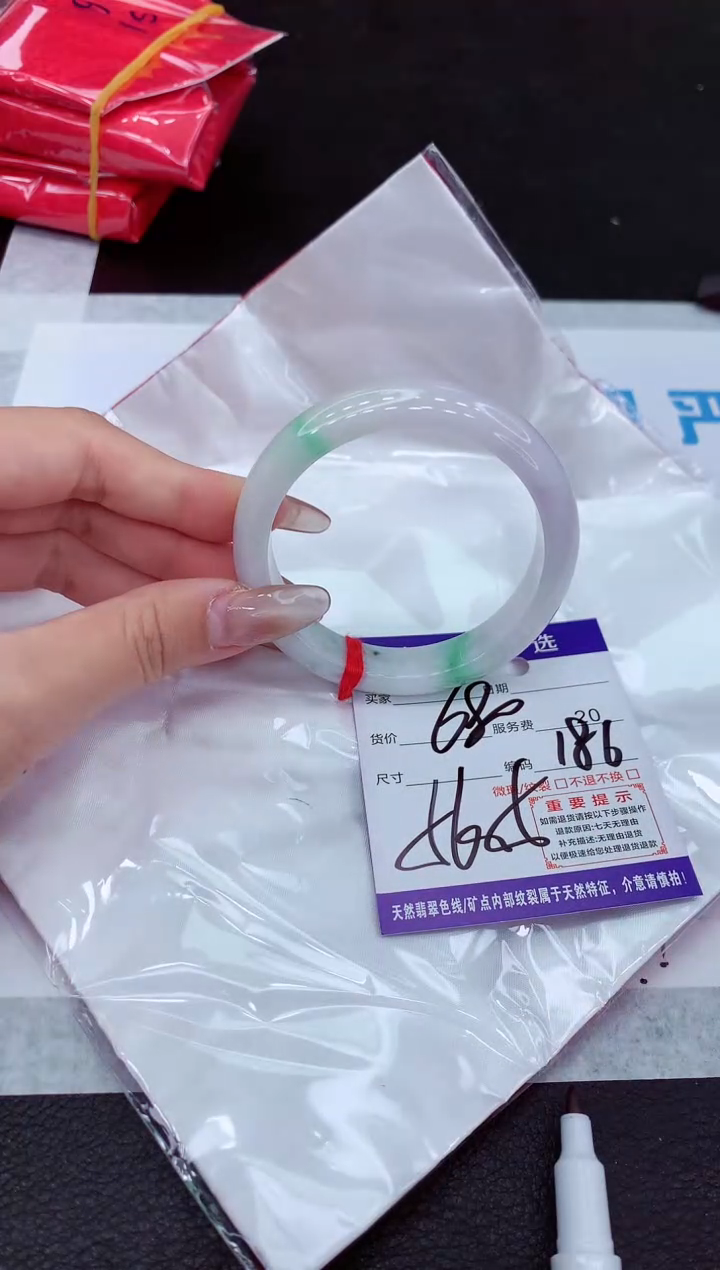 选
买家 日期
货价 680 服务费 20
尺寸 编码 186
微瑕/纹裂 □不退不换□
重要提示
如需退货请按以下步骤操作
退款原因:七天无理由
补充描述:无理由退货
以便极速给您处理退货退款
天然翡翠色线/矿点内部纹裂属于天然特征，介意请慎拍!
严